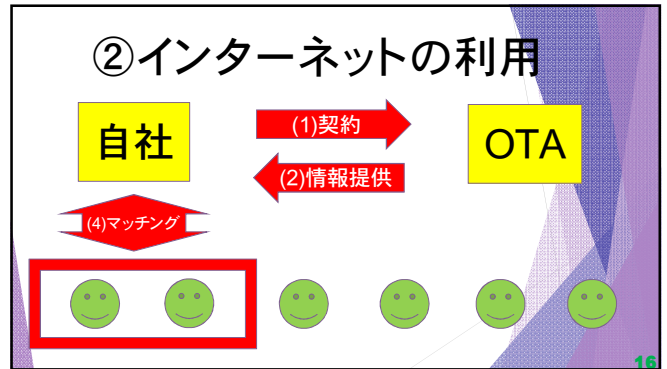 ②インターネットの利用
自社
(1)契約
OTA
(2)情報提供
(4)マッチング
16